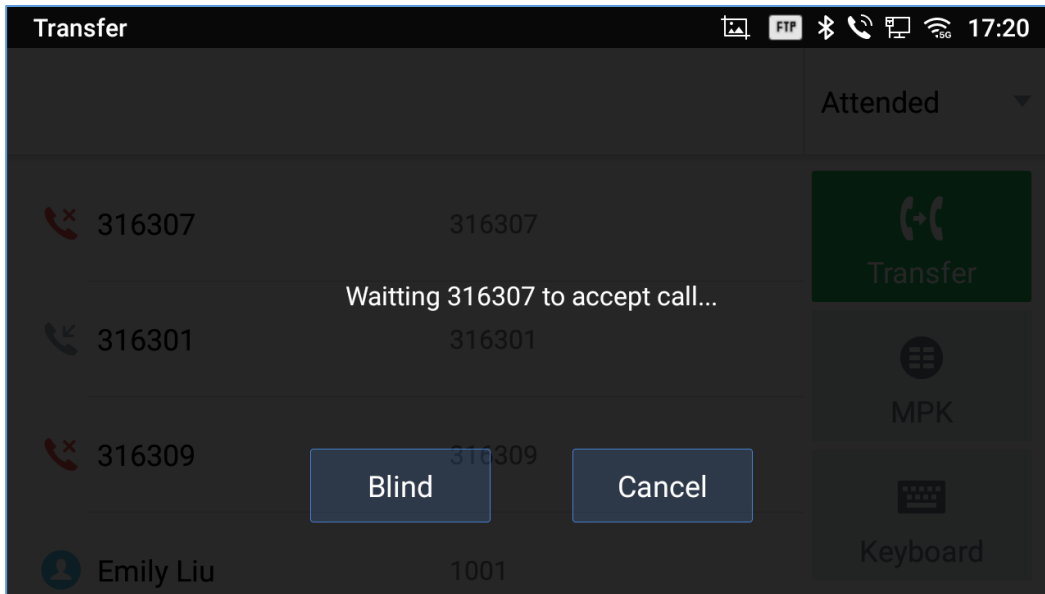 Transfer
FTP
5G
17:20
Attended
316307 316307
Transfer
Waitting 316307 to accept call...
316301 316301
MPK
316309 316309
Blind
Cancel
Keyboard
Emily Liu 1001